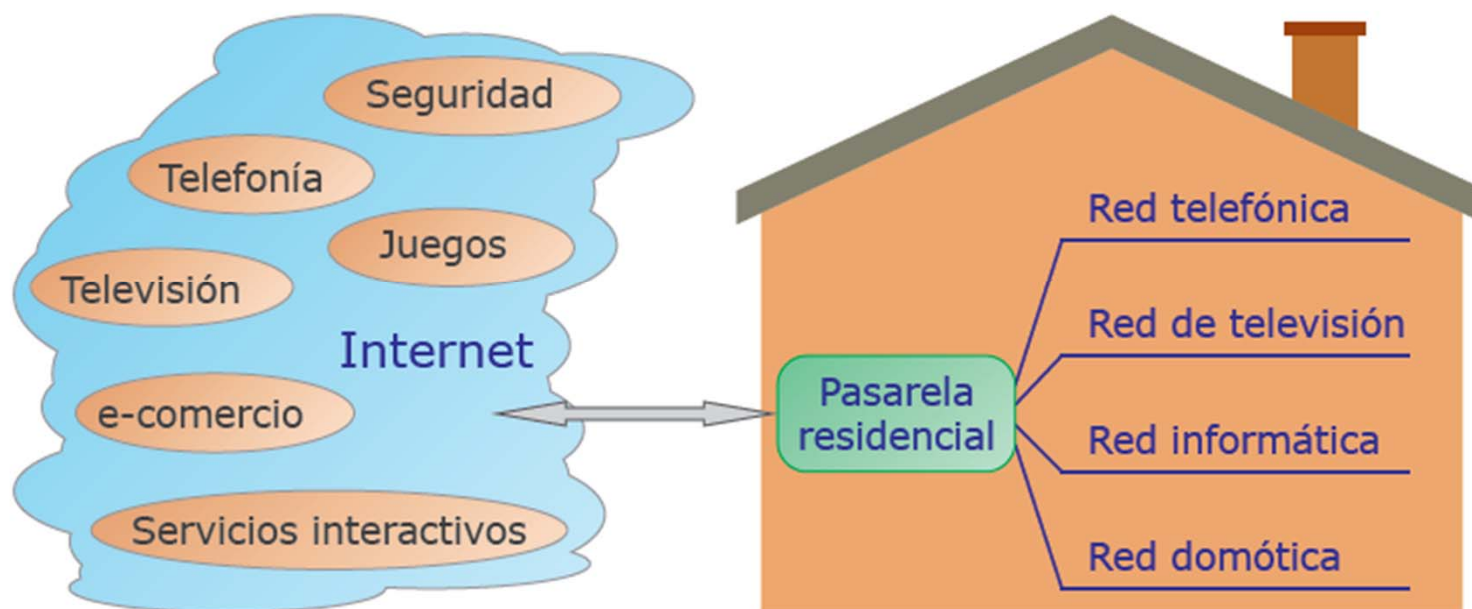 Seguridad
Telefonía
Juegos
Televisión
Internet
e-comercio
Servicios interactivos
Pasarela
residencial
Red telefónica
Red de televisión
Red informática
Red domótica